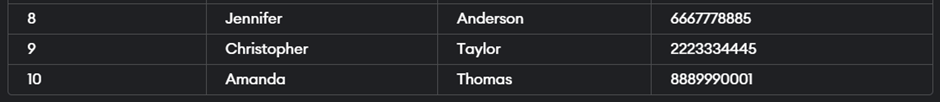 8 Jennifer Anderson 6667778885
9 Christopher Taylor 2223334445
10 Amanda Thomas 8889990001